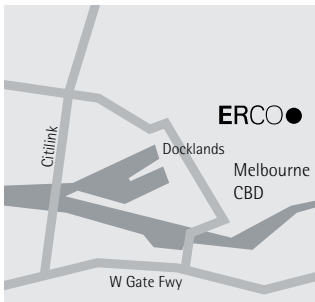 ERCO
Citilink
Docklands
Melbourne
CBD
W Gate Fwy